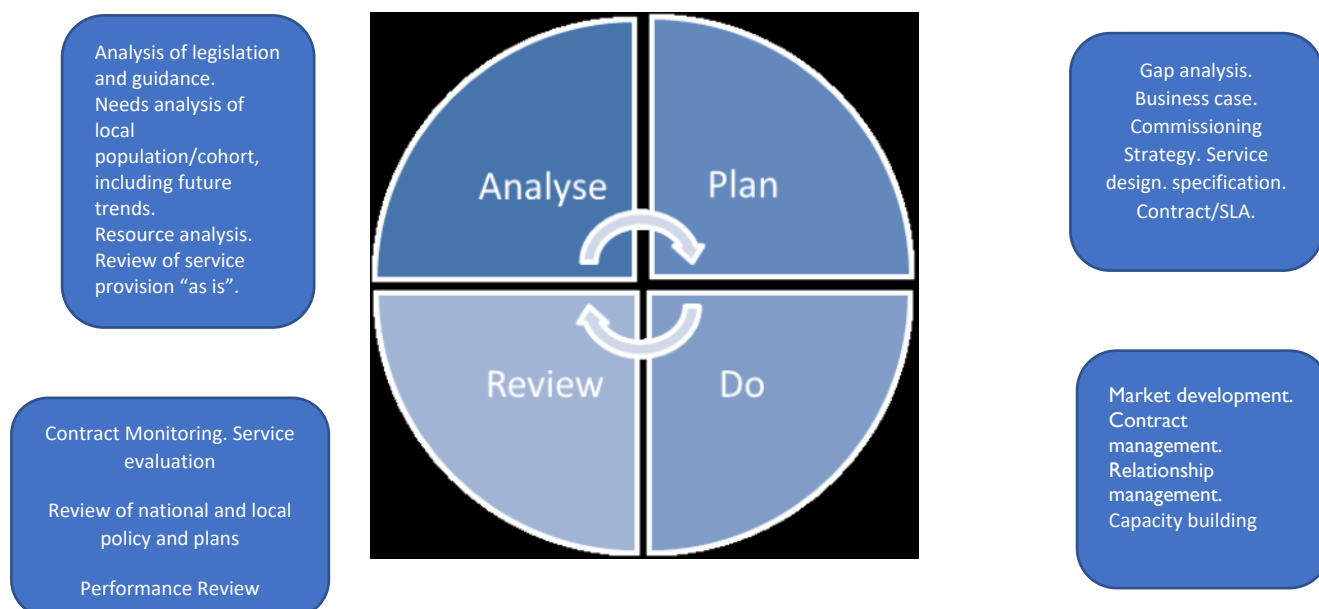 Analysis of legislation
and guidance.
Needs analysis of
local
population/cohort,
including future
trends.
Resource analysis.
Review of service
provision “as is”.
Analyse
Plan
Gap analysis.
Business case.
Commissioning
Strategy. Service
design. specification.
Contract/SLA.
Contract Monitoring. Service
evaluation
Review of national and local
policy and plans
Performance Review
Review
Do
Market development.
Contract
management.
Relationship
management.
Capacity building